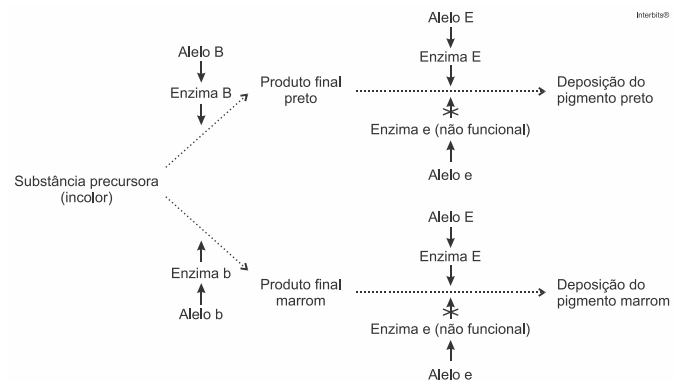 Interbits®
Alelo E
Alelo B
Enzima E
Enzima B
Produto final
preto
Deposição do
pigmento preto
Enzima e (não funcional)
Alelo e
Substância precursora
(incolor)
Alelo E
Enzima E
Enzima b
Alelo b
Produto final
marrom
Deposição do
pigmento marrom
Enzima e (não funcional)
Alelo e